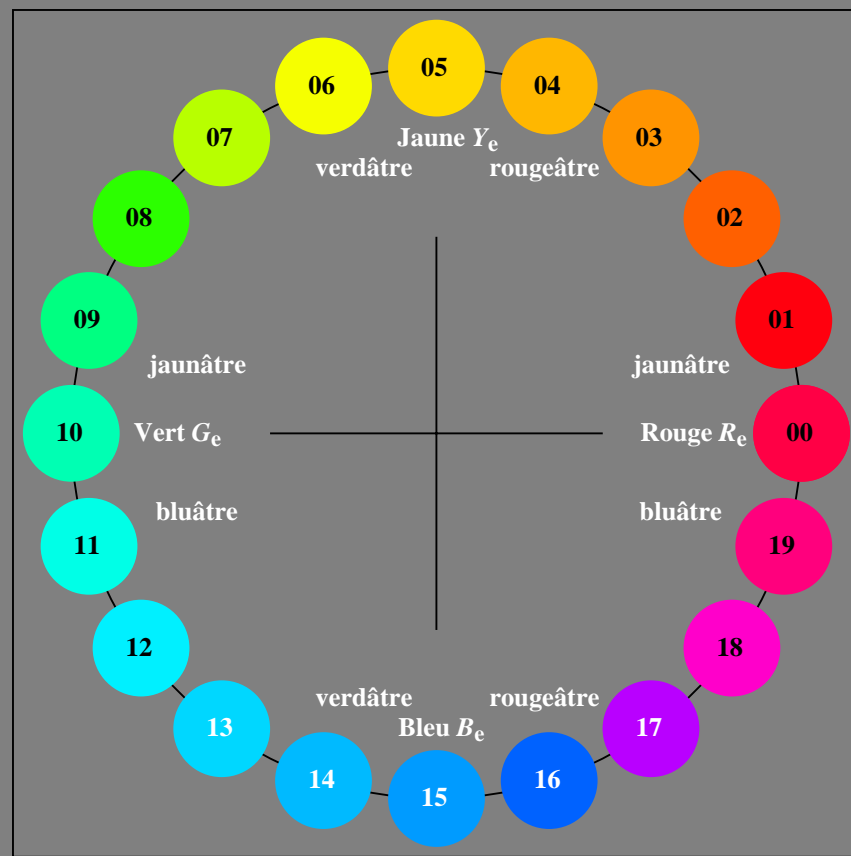 05
06 04
Jaune Ye
07 03
verdâtre rougeâtre
08 02
09 01
jaunâtre jaunâtre
10 Vert Ge Rouge Re 00
bluâtre bluâtre
11 19
12 18
verdâtre rougeâtre
13 Bleu Be 17
14 16
15